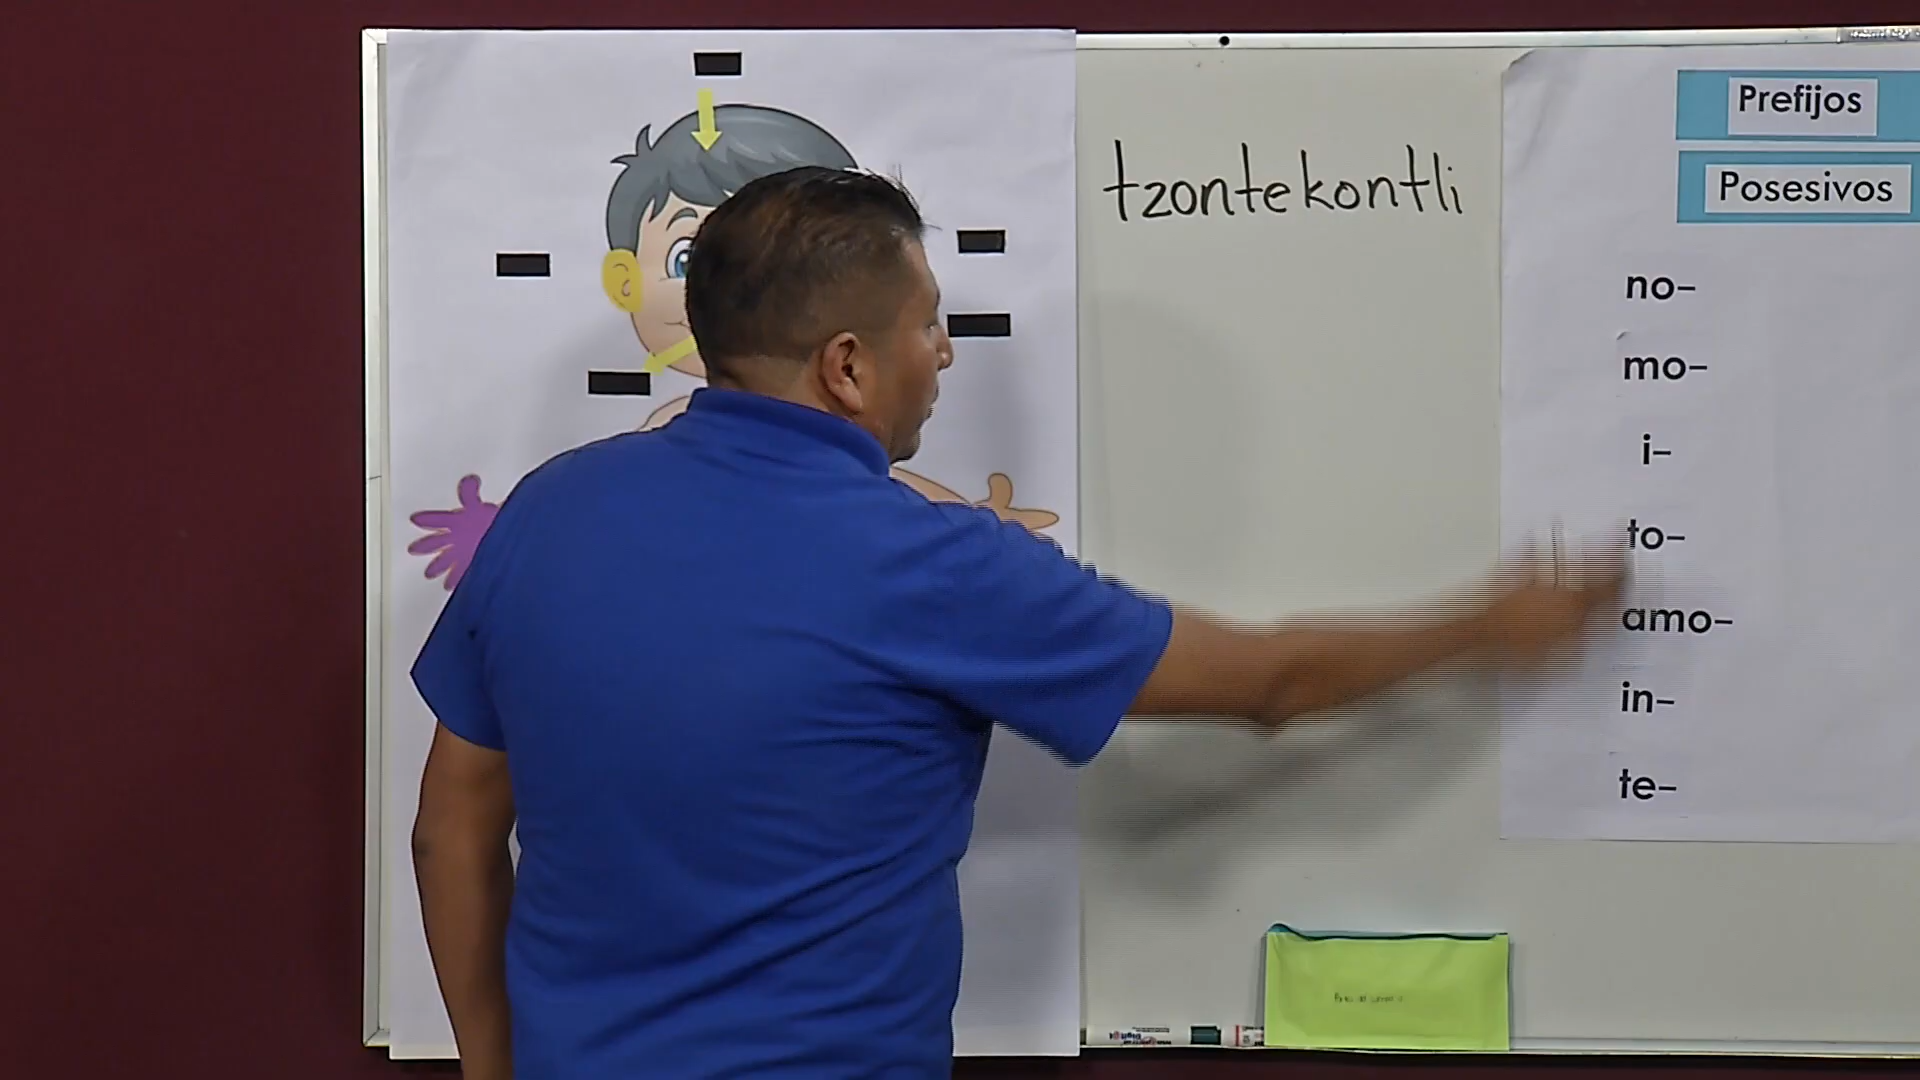 tzontekontli
Prefijos
Posesivos
no-
mo-
i-
to-
amo-
in-
te-